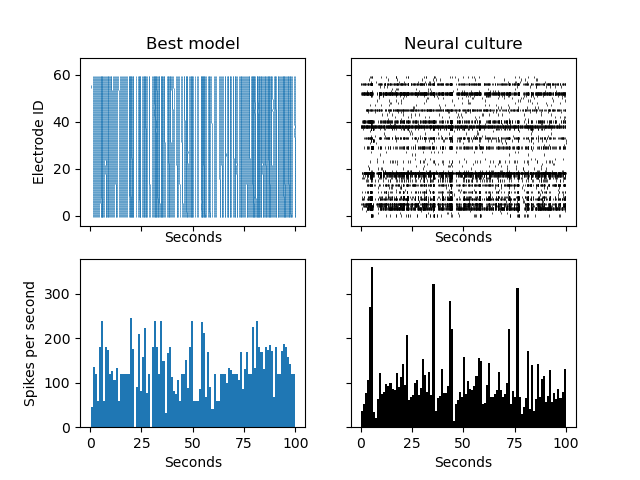 Best model
Neural culture
Electrode ID
60
40
20
0
Seconds
Seconds
Spikes per second
300
200
100
0
0 25 50 75 100
0 25 50 75 100
Seconds
Seconds